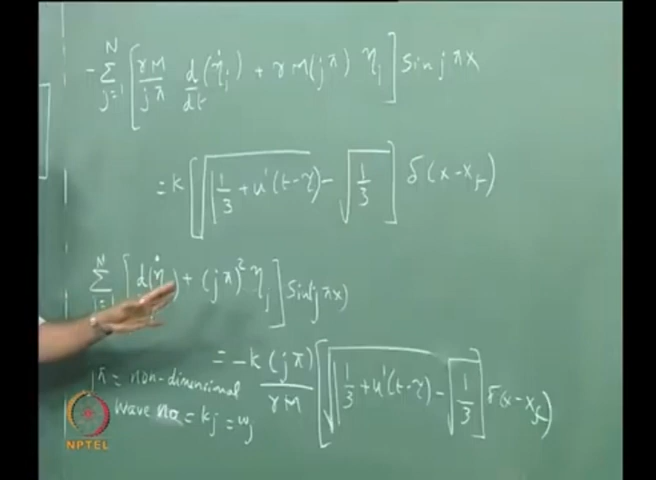 - Σ_{j=1}^{N} [ γM/jπ d/dt (η̇_j) + γM(jπ) η_j ] Sin jπx
= K [ √(|1/3 + u'(t-τ)|) - √(1/3) ] δ(x-x_f)
Σ_{j=1}^{N} [ d(η̇ ) + (jπ)² η_j ] Sin(jπx)
= -K (jπ)/γM [ √(|1/3 + u'(t-τ)|) - √(1/3) ] δ(x-x_f)
jπ = non-dimensional
wave no = k_j = ω_j
NPTEL